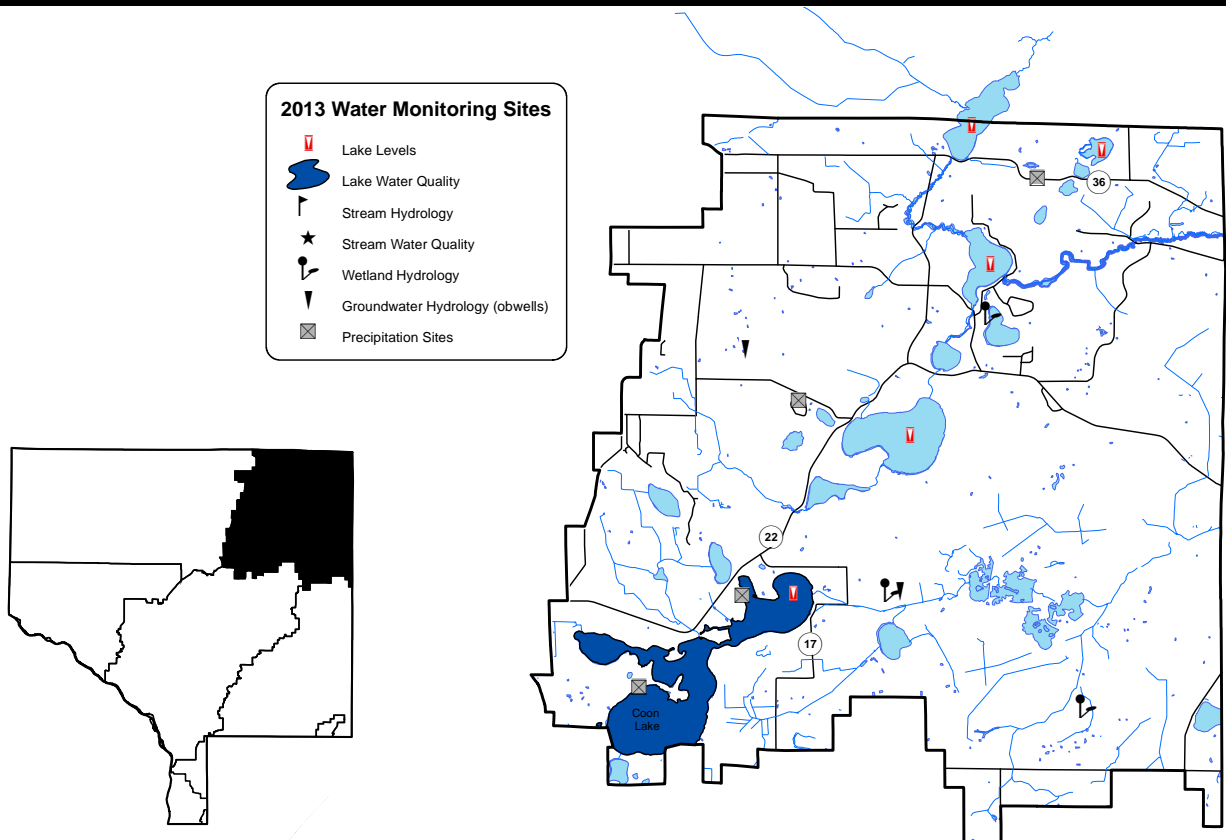 2013 Water Monitoring Sites
Lake Levels
Lake Water Quality
Stream Hydrology
Stream Water Quality
Wetland Hydrology
Groundwater Hydrology (obwells)
Precipitation Sites
36
22
17
Coon
Lake